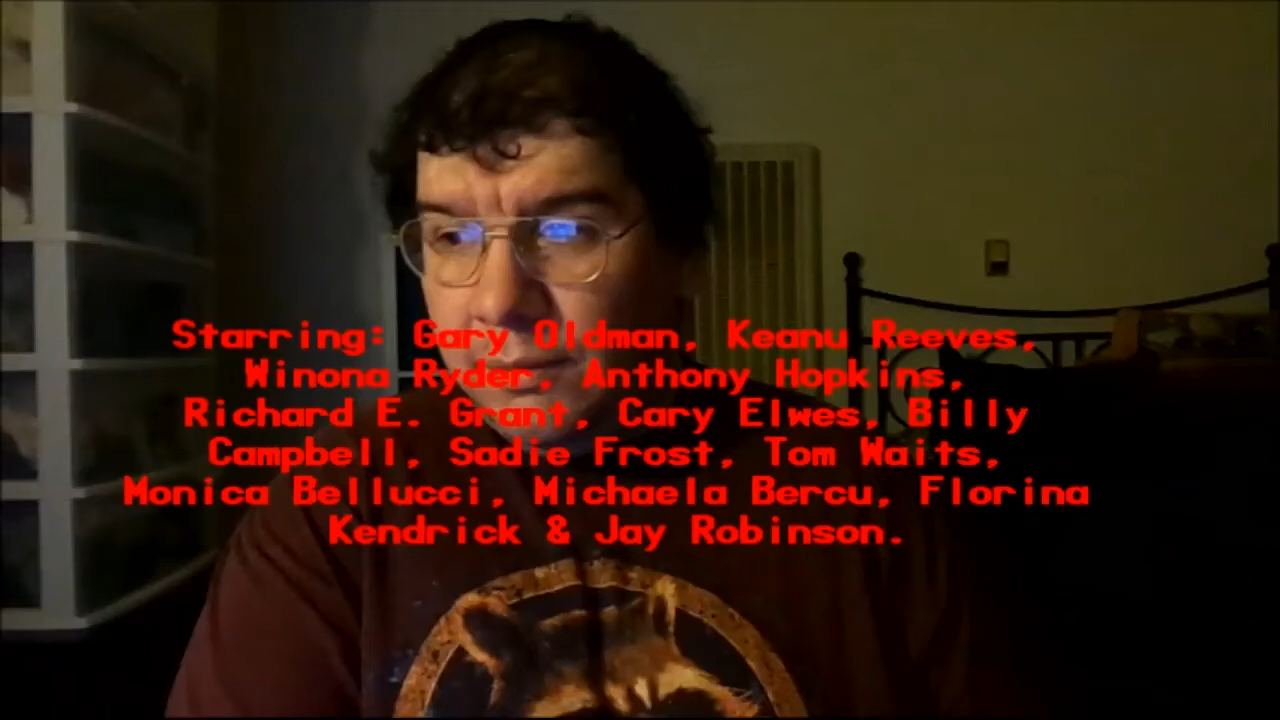 Starring: Gary Oldman, Keanu Reeves,
Winona Ryder, Anthony Hopkins,
Richard E. Grant, Cary Elwes, Billy
Campbell, Sadie Frost, Tom Waits,
Monica Bellucci, Michaela Bercu, Florina
Kendrick & Jay Robinson.